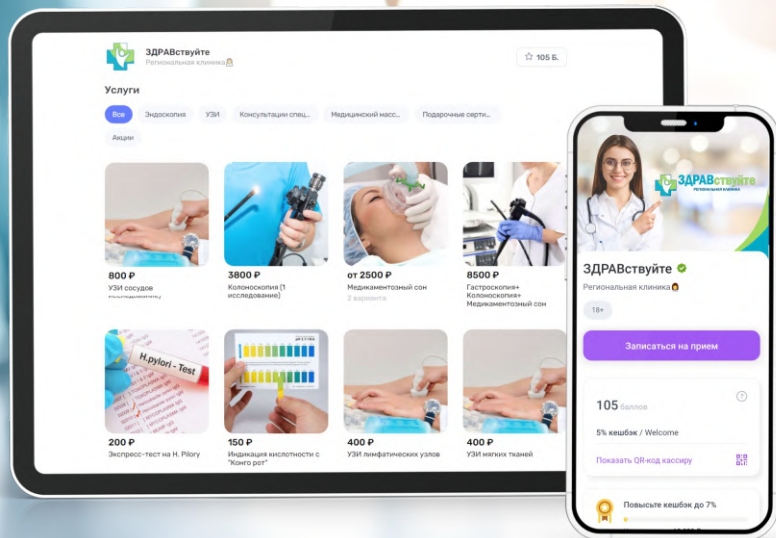 ЗДРАВствуйте
Региональная клиника
105 Б.
Услуги
Все
Эндоскопия
УЗИ
Консультации спец...
Медицинский масс...
Подарочные серти...
Акции
800 ₽
УЗИ сосудов
3800 ₽
Колоноскопия (1
исследование)
от 2500 ₽
Медикаментозный сон
2 варианта
8500 ₽
Гастроскопия+
Колоноскопия+
Медикаментозный сон
H.pylori - Test
200 ₽
Экспресс-тест на H. Pilory
150 ₽
Индикация кислотности с
"Конго рот"
400 ₽
УЗИ лимфатических узлов
400 ₽
УЗИ мягких тканей
ЗДРАВствуйте
РЕГИОНАЛЬНАЯ КЛИНИКА
ЗДРАВствуйте
Региональная клиника
18+
Записаться на прием
105 баллов
5% кешбэк / Welcome
Показать QR-код кассиру
Повысьте кешбэк до 7%